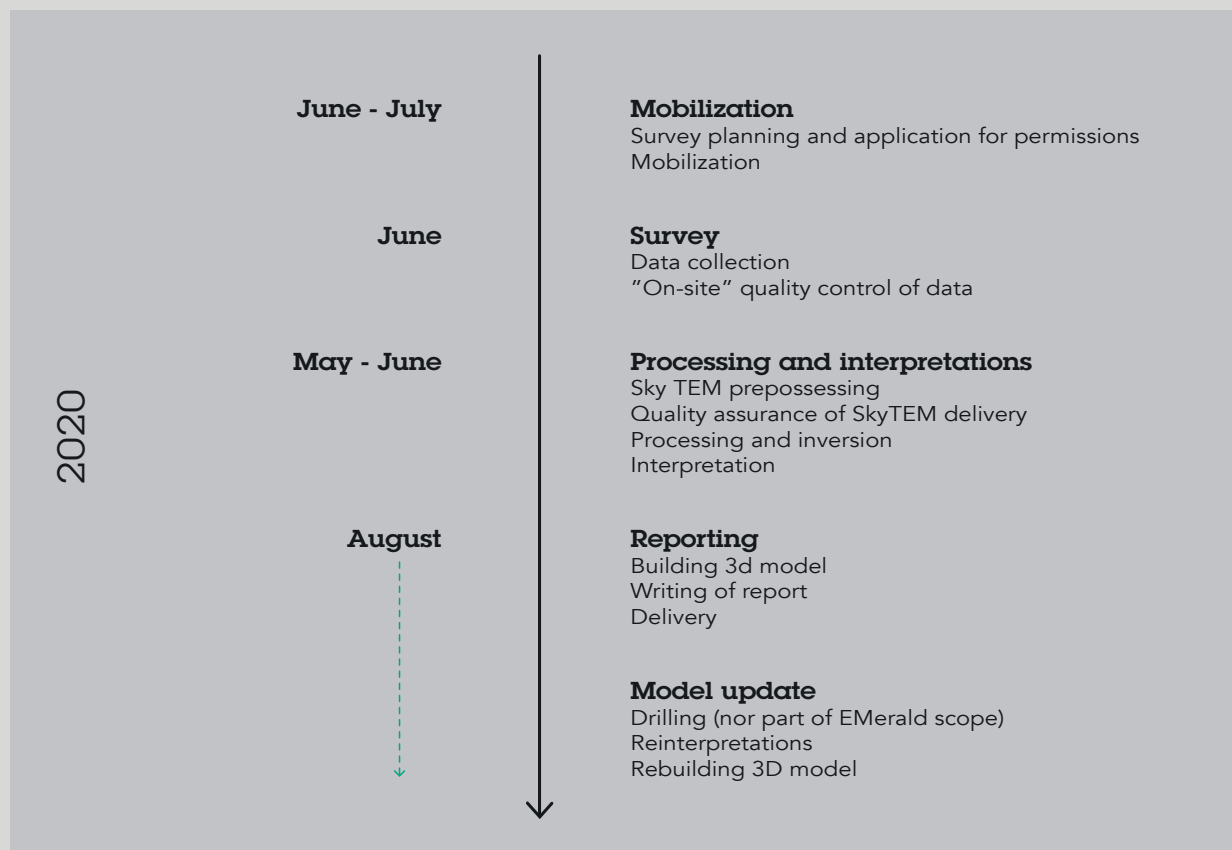 June - July
Mobilization
Survey planning and application for permissions
Mobilization
June
Survey
Data collection
”On-site” quality control of data
May - June
Processing and interpretations
Sky TEM prepossessing
Quality assurance of SkyTEM delivery
Processing and inversion
Interpretation
2020
August
Reporting
Building 3d model
Writing of report
Delivery
Model update
Drilling (nor part of EMerald scope)
Reinterpretations
Rebuilding 3D model